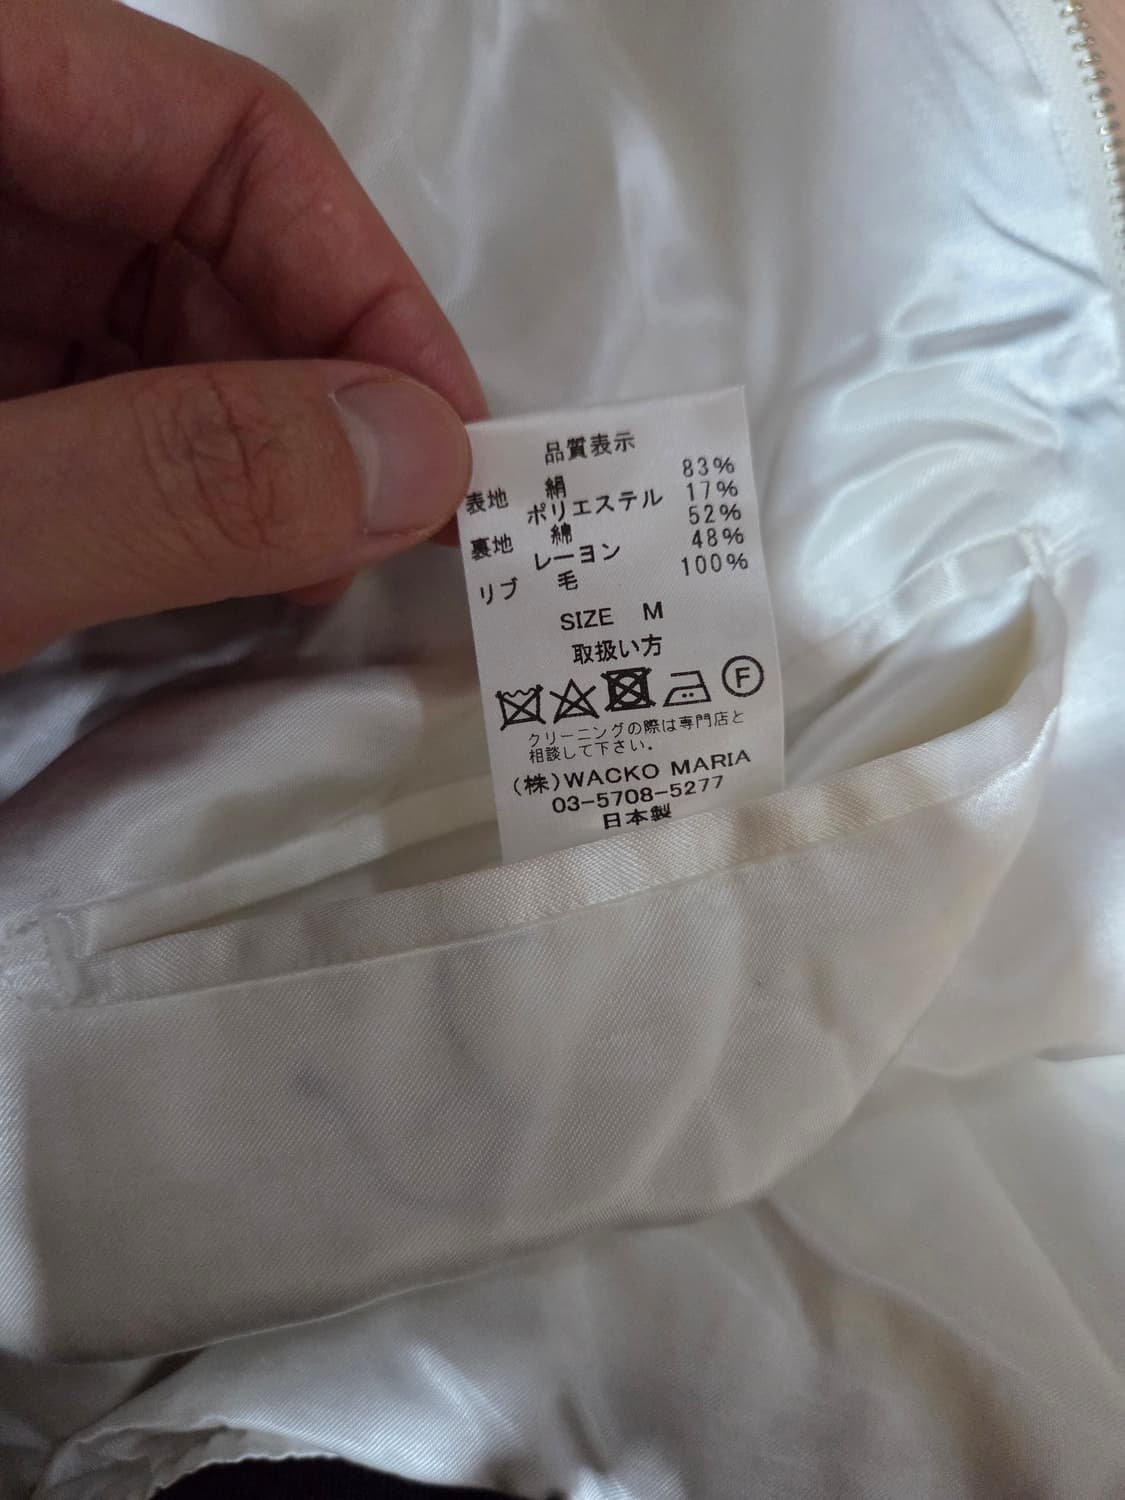 品質表示
表地 絹 83%
ポリエステル 17%
裏地 綿 52%
レーヨン 48%
リブ 毛 100%
SIZE M
取扱い方
F
クリーニングの際は専門店と
相談して下さい。
(株)WACKO MARIA
03-5708-5277
日本製